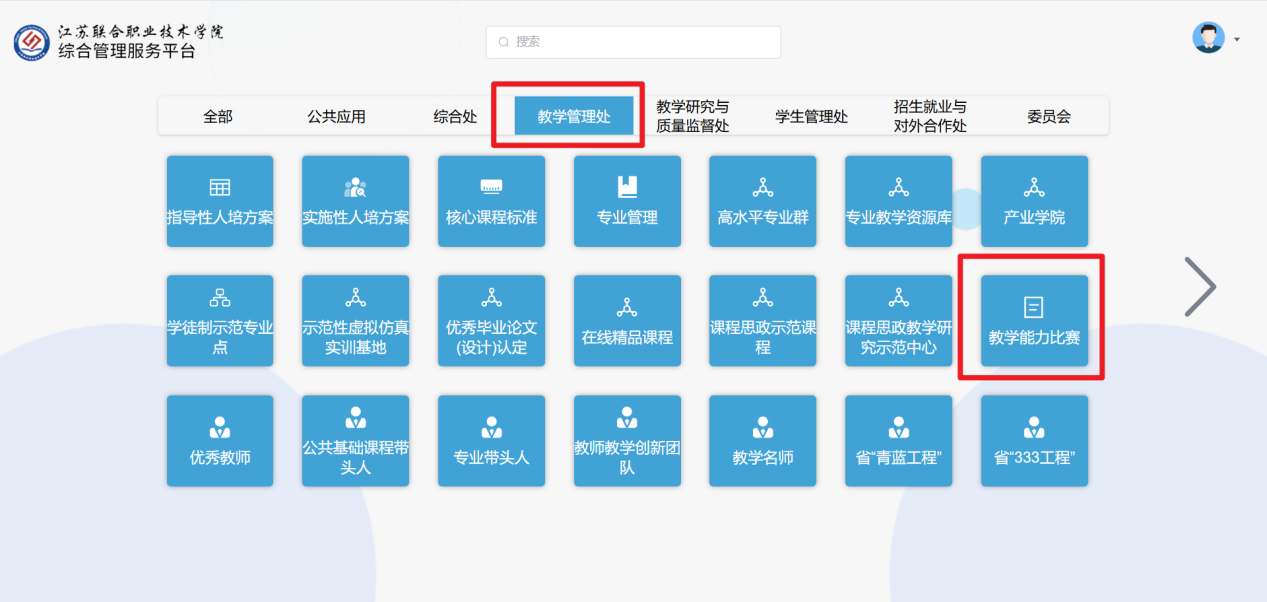 江苏联合职业技术学院
综合管理服务平台
搜索
全部
公共应用
综合处
教学管理处
教学研究与
质量监督处
学生管理处
招生就业与
对外合作处
委员会
指导性人培方案
实施性人培方案
核心课程标准
专业管理
高水平专业群
专业教学资源库
产业学院
学徒制示范专业
点
示范性虚拟仿真
实训基地
优秀毕业论文
(设计)认定
在线精品课程
课程思政示范课
程
课程思政教学研
究示范中心
教学能力比赛
优秀教师
公共基础课程带
头人
专业带头人
教师教学创新团
队
教学名师
省“青蓝工程”
省“333工程”